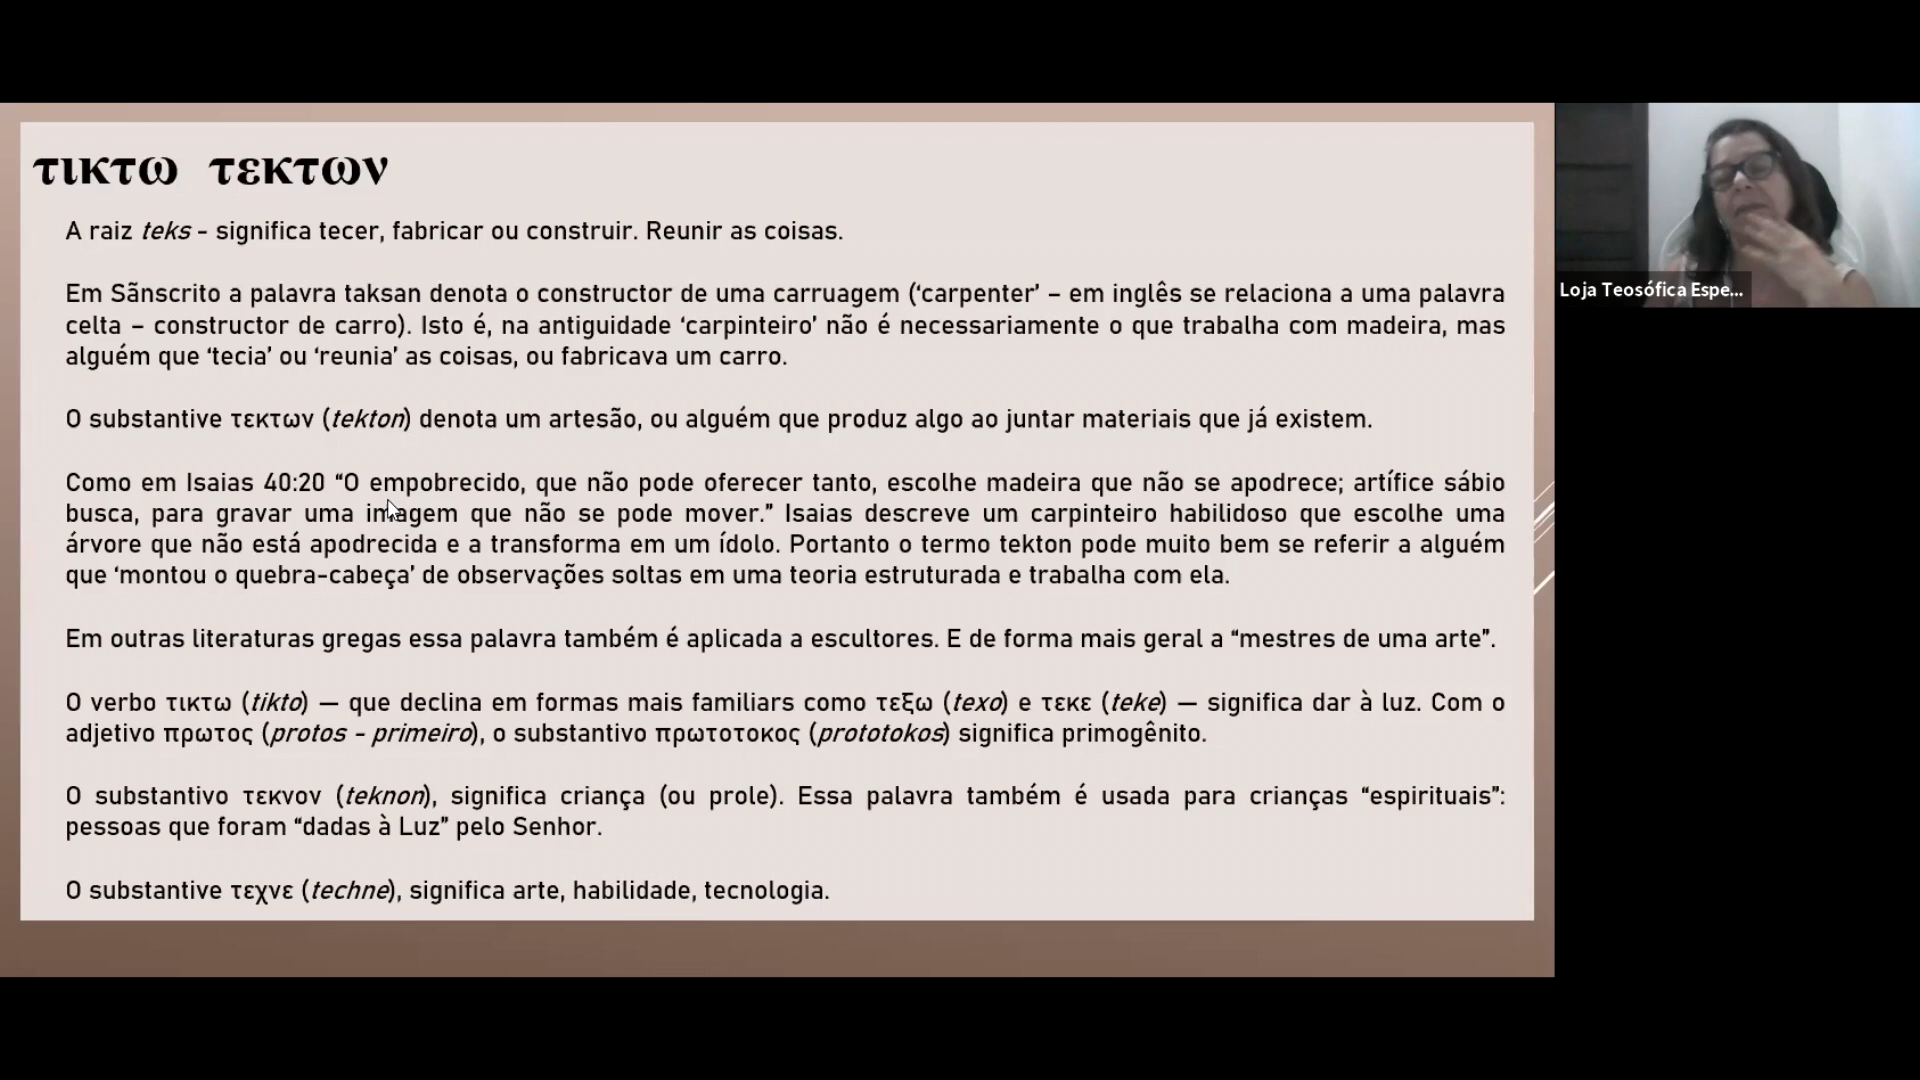 τικτω τεκτων
A raiz teks - significa tecer, fabricar ou construir. Reunir as coisas.
Em Sãnscrito a palavra taksan denota o constructor de uma carruagem (‘carpenter’ – em inglês se relaciona a uma palavra
celta – constructor de carro). Isto é, na antiguidade ‘carpinteiro’ não é necessariamente o que trabalha com madeira, mas
alguém que ‘tecia’ ou ‘reunia’ as coisas, ou fabricava um carro.
O substantive τεκτων (tekton) denota um artesão, ou alguém que produz algo ao juntar materiais que já existem.
Como em Isaias 40:20 “O empobrecido, que não pode oferecer tanto, escolhe madeira que não se apodrece; artífice sábio
busca, para gravar uma imagem que não se pode mover.” Isaias descreve um carpinteiro habilidoso que escolhe uma
árvore que não está apodrecida e a transforma em um ídolo. Portanto o termo tekton pode muito bem se referir a alguém
que ‘montou o quebra-cabeça’ de observações soltas em uma teoria estruturada e trabalha com ela.
Em outras literaturas gregas essa palavra também é aplicada a escultores. E de forma mais geral a “mestres de uma arte”.
O verbo τικτω (tikto) — que declina em formas mais familiars como τεξω (texo) e τεκε (teke) — significa dar à luz. Com o
adjetivo πρωτος (protos - primeiro), o substantivo πρωτοτοκος (prototokos) significa primogênito.
O substantivo τεκνον (teknon), significa criança (ou prole). Essa palavra também é usada para crianças “espirituais”:
pessoas que foram “dadas à Luz” pelo Senhor.
O substantive τεχνε (techne), significa arte, habilidade, tecnologia.
Loja Teosófica Espe...